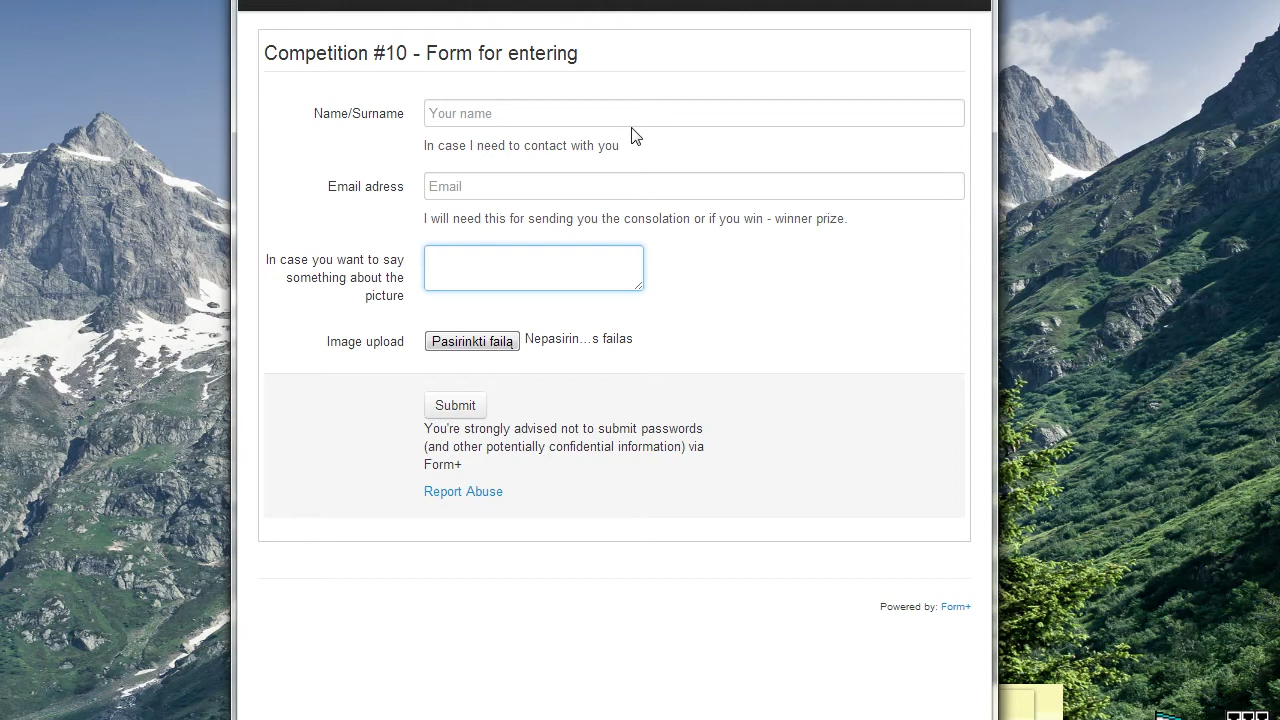 Competition #10 - Form for entering
Name/Surname
Your name
In case I need to contact with you
Email adress
Email
I will need this for sending you the consolation or if you win - winner prize.
In case you want to say
something about the
picture
Image upload
Pasirinkti failą
Nepasirin…s failas
Submit
You're strongly advised not to submit passwords
(and other potentially confidential information) via
Form+
Report Abuse
Powered by: Form+